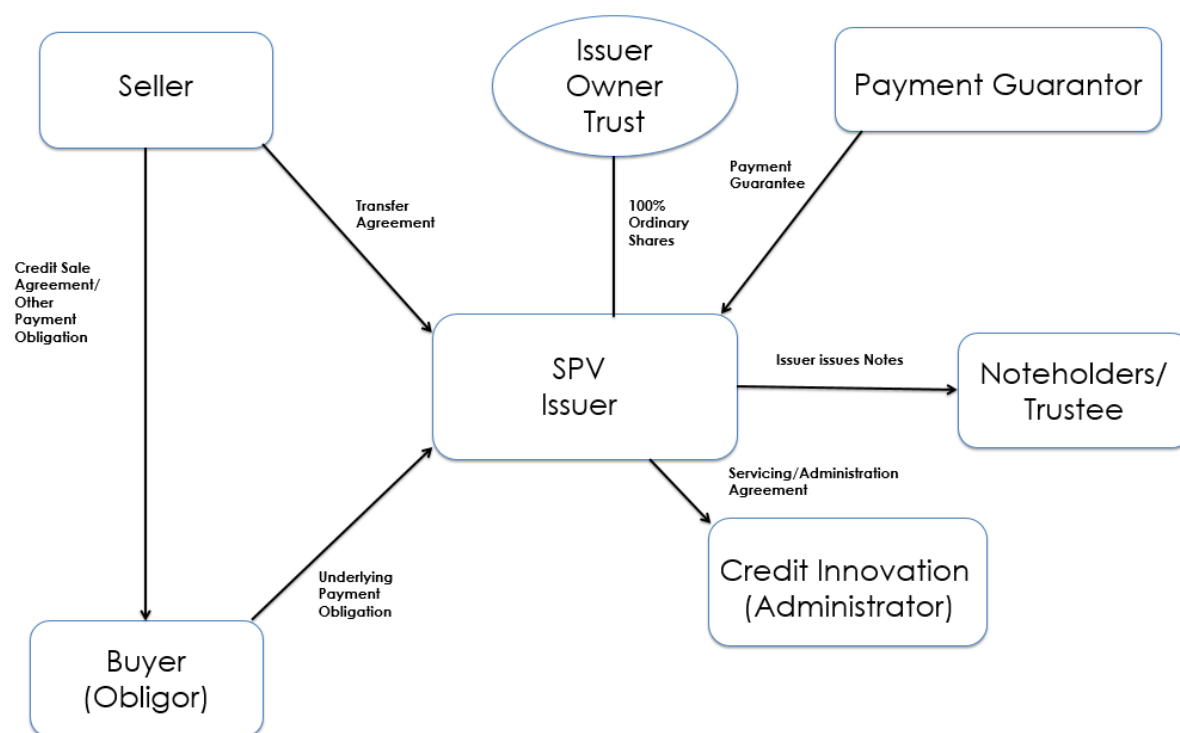 Seller
Issuer
Owner
Trust
Payment Guarantor
Payment
Guarantee
Transfer
Agreement
100%
Ordinary
Shares
Credit Sale
Agreement/
Other
Payment
Obligation
SPV
Issuer
Issuer issues Notes
Noteholders/
Trustee
Servicing/Administration
Agreement
Credit Innovation
(Administrator)
Underlying
Payment
Obligation
Buyer
(Obligor)